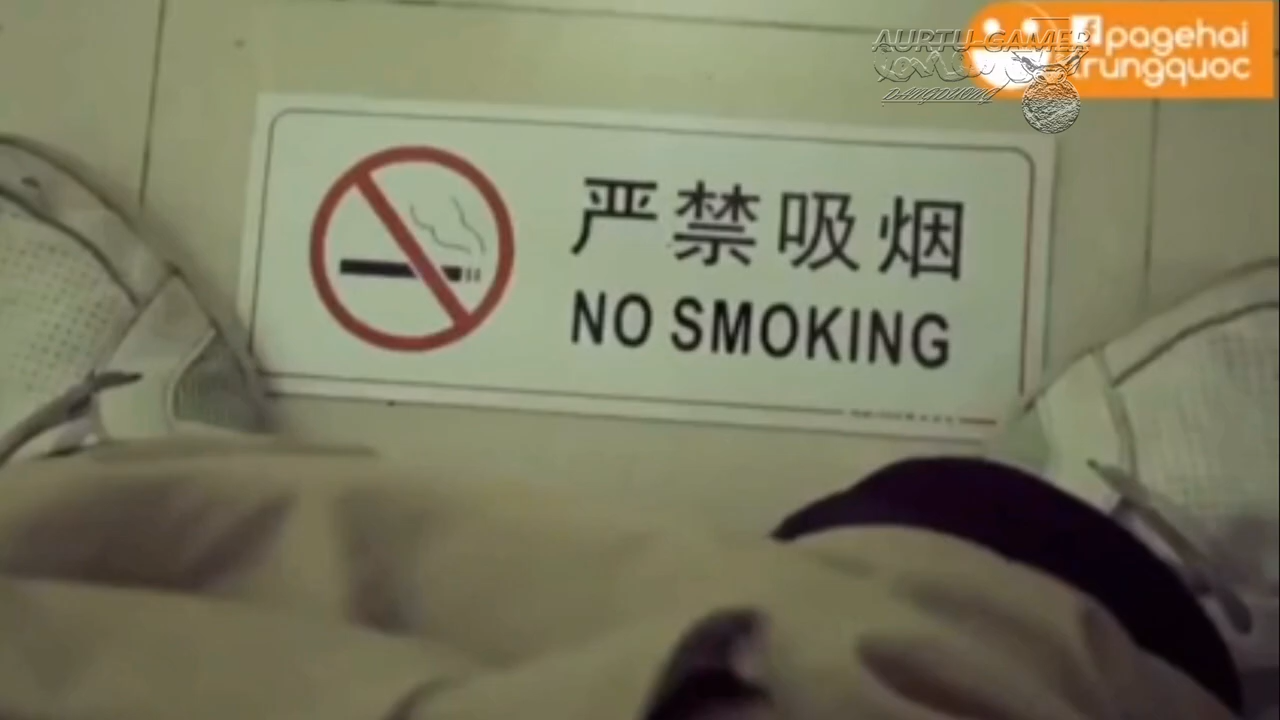 AURTU-GAMER
pagehai
trungquoc
严禁吸烟
NO SMOKING